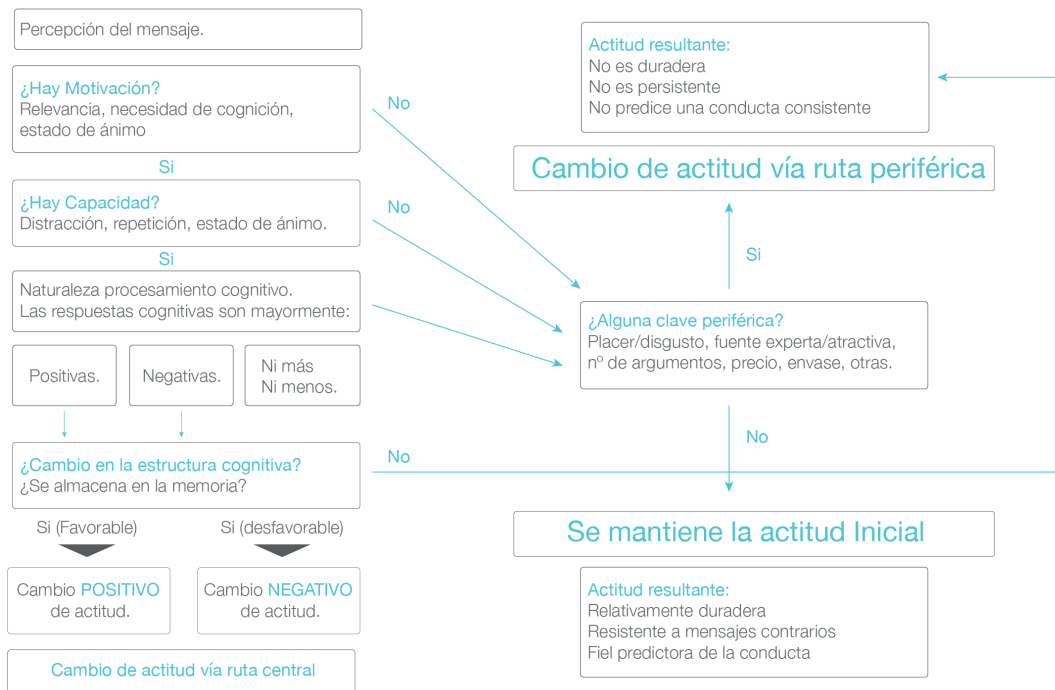 Percepción del mensaje.
¿Hay Motivación?
Relevancia, necesidad de cognición,
estado de ánimo
Si
¿Hay Capacidad?
Distracción, repetición, estado de ánimo.
Si
Naturaleza procesamiento cognitivo.
Las respuestas cognitivas son mayormente:
Positivas.
Negativas.
Ni más
Ni menos.
¿Cambio en la estructura cognitiva?
¿Se almacena en la memoria?
Si (Favorable)
Si (desfavorable)
Cambio POSITIVO
de actitud.
Cambio NEGATIVO
de actitud.
Cambio de actitud vía ruta central
No
No
No
Actitud resultante:
No es duradera
No es persistente
No predice una conducta consistente
Cambio de actitud vía ruta periférica
Si
¿Alguna clave periférica?
Placer/disgusto, fuente experta/atractiva,
nº de argumentos, precio, envase, otras.
No
Se mantiene la actitud Inicial
Actitud resultante:
Relativamente duradera
Resistente a mensajes contrarios
Fiel predictora de la conducta